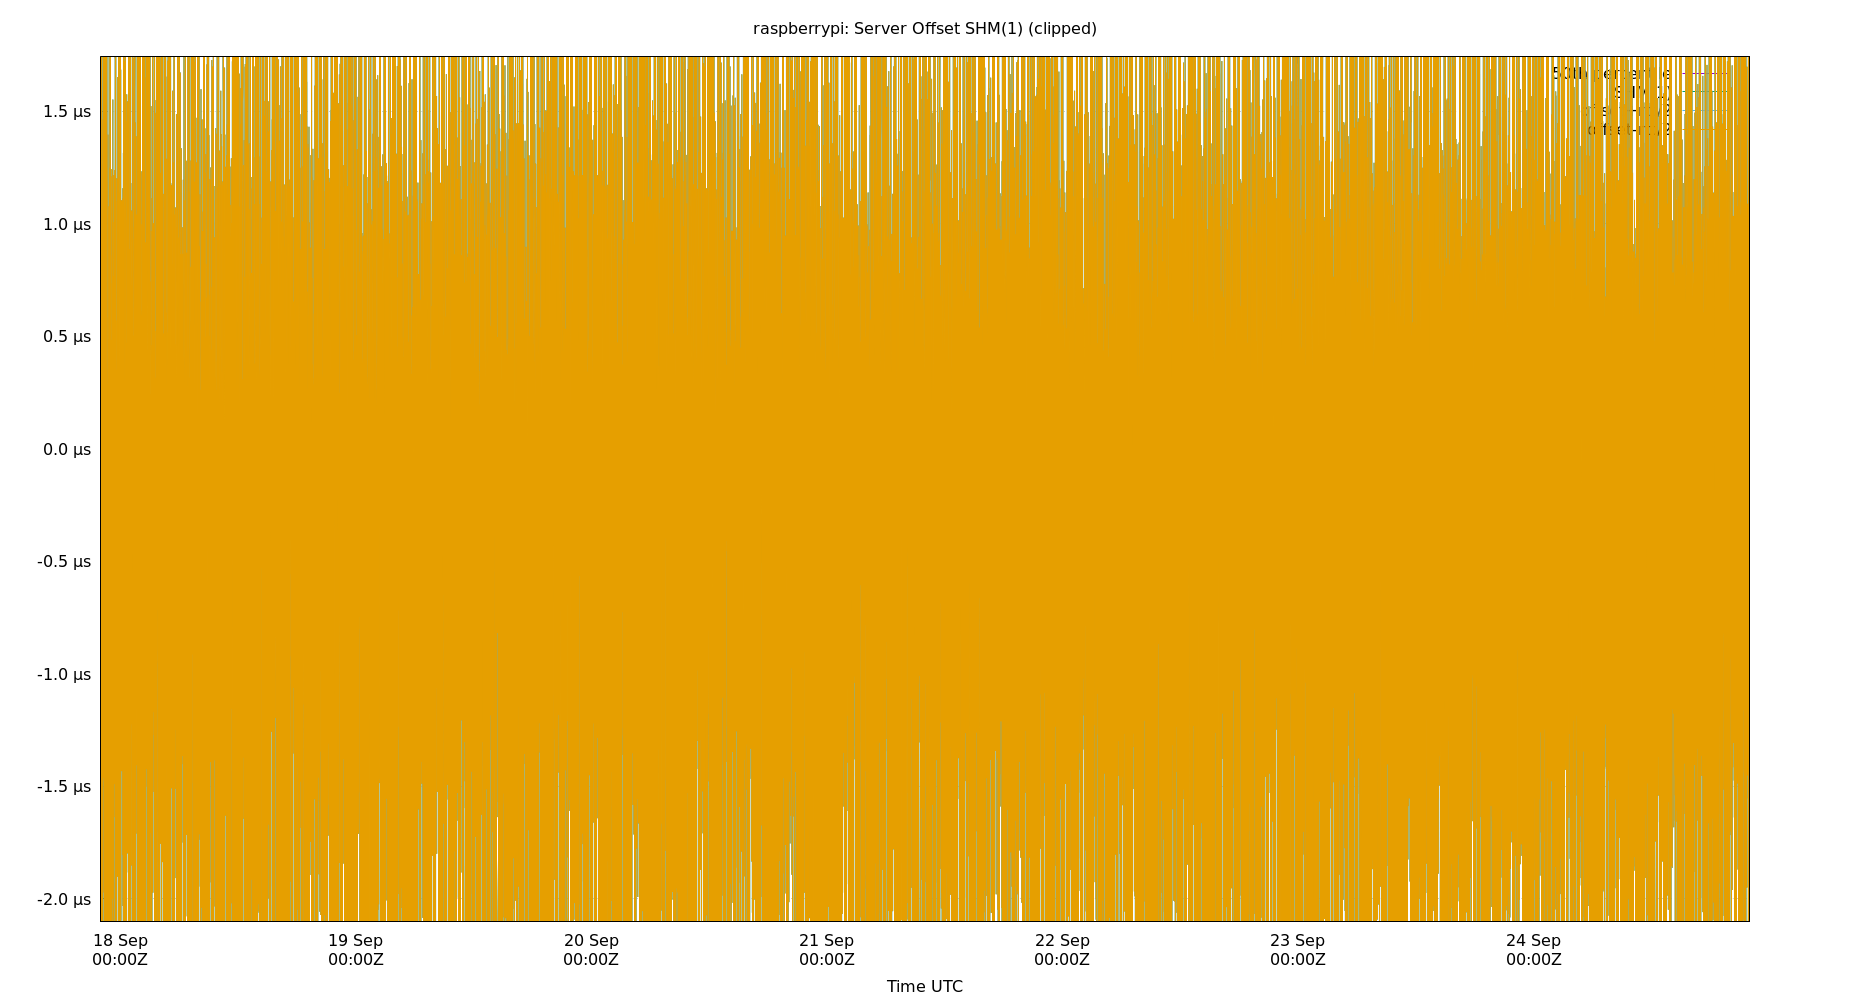 raspberrypi: Server Offset SHM(1) (clipped)
1.5 µs
1.0 µs
0.5 µs
0.0 µs
-0.5 µs
-1.0 µs
-1.5 µs
-2.0 µs
18 Sep
00:00Z
19 Sep
00:00Z
20 Sep
00:00Z
21 Sep
00:00Z
22 Sep
00:00Z
23 Sep
00:00Z
24 Sep
00:00Z
Time UTC